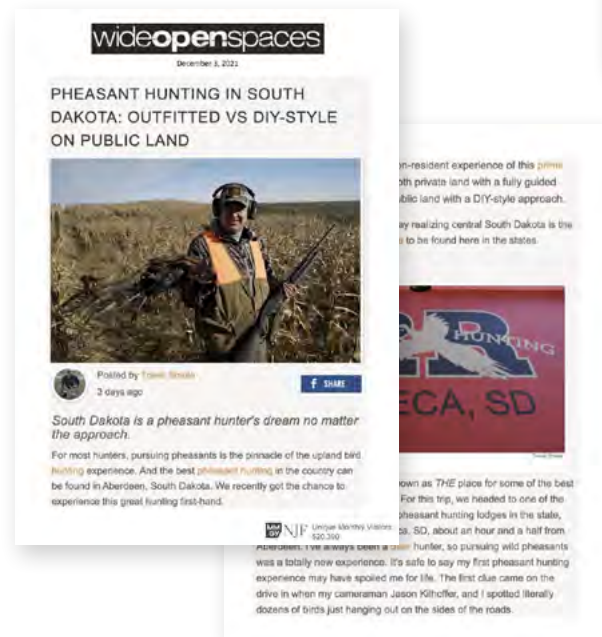 wideopenspaces
December 3, 2021
PHEASANT HUNTING IN SOUTH
DAKOTA: OUTFITTED VS DIY-STYLE
ON PUBLIC LAND
Posted by Travis Smola
3 days ago
f SHARE
South Dakota is a pheasant hunter's dream no matter
the approach.
For most hunters, pursuing pheasants is the pinnacle of the upland bird
hunting experience. And the best pheasant hunting in the country can
be found in Aberdeen, South Dakota. We recently got the chance to
experience this great hunting first-hand.
MM
GY NJF Unique Monthly Visitors
520,350
on-resident experience of this prime
oth private land with a fully guided
blic land with a DIY-style approach.
ay realizing central South Dakota is the
to be found here in the states.
R HUNTING
ECA, SD
own as THE place for some of the best
For this trip, we headed to one of the
pheasant hunting lodges in the state,
ca, SD, about an hour and a half from
Aberdeen. I've always been a deer hunter, so pursuing wild pheasants
was a totally new experience. It's safe to say my first pheasant hunting
experience may have spoiled me for life. The first clue came on the
drive in when my cameraman Jason Kilhoffer, and I spotted literally
dozens of birds just hanging out on the sides of the roads.